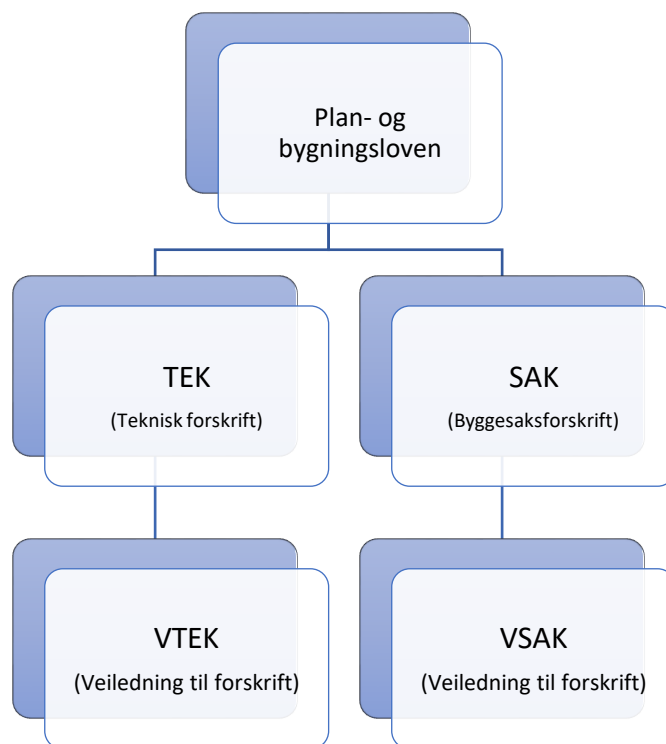 Plan- og
bygningsloven
TEK
(Teknisk forskrift)
SAK
(Byggesaksforskrift)
VTEK
(Veiledning til forskrift)
VSAK
(Veiledning til forskrift)